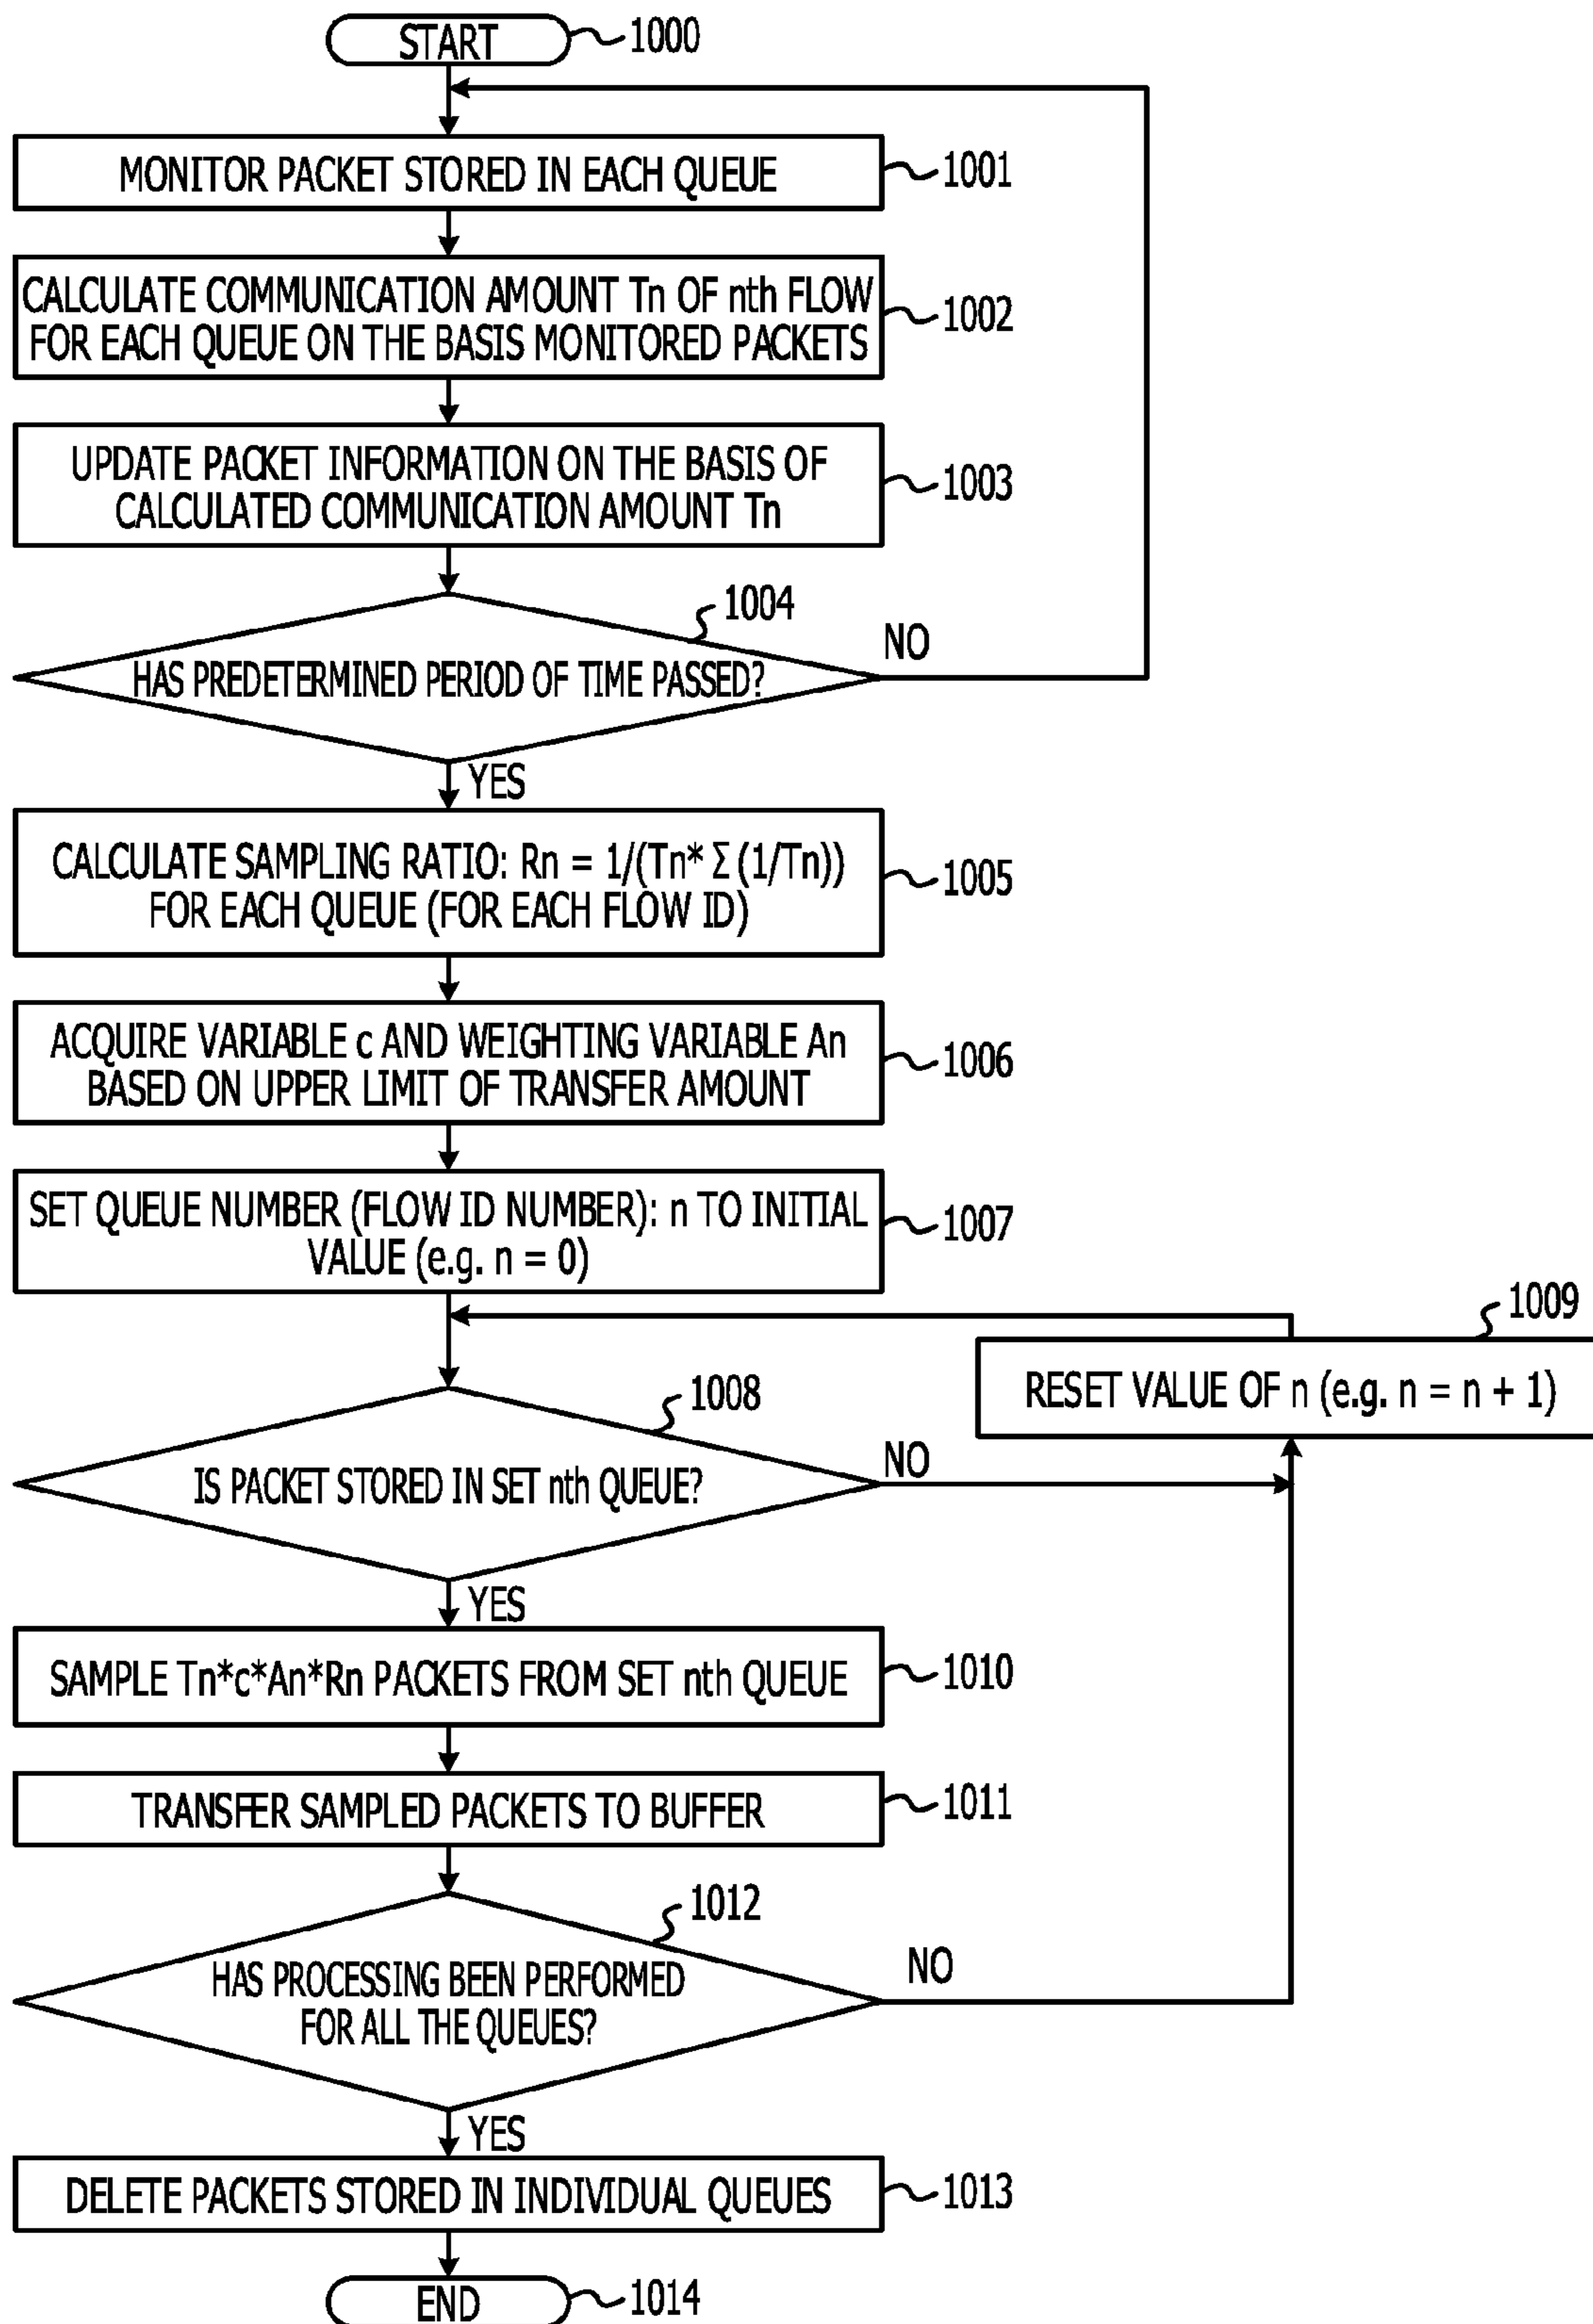 START
1000
MONITOR PACKET STORED IN EACH QUEUE
1001
CALCULATE COMMUNICATION AMOUNT Tn OF nth FLOW
FOR EACH QUEUE ON THE BASIS MONITORED PACKETS
1002
UPDATE PACKET INFORMATION ON THE BASIS OF
CALCULATED COMMUNICATION AMOUNT Tn
1003
1004
HAS PREDETERMINED PERIOD OF TIME PASSED?
NO
YES
CALCULATE SAMPLING RATIO: Rn = 1/(Tn* Σ (1/Tn))
FOR EACH QUEUE (FOR EACH FLOW ID)
1005
ACQUIRE VARIABLE c AND WEIGHTING VARIABLE An
BASED ON UPPER LIMIT OF TRANSFER AMOUNT
1006
SET QUEUE NUMBER (FLOW ID NUMBER): n TO INITIAL
VALUE (e.g. n = 0)
1007
1009
RESET VALUE OF n (e.g. n = n + 1)
1008
IS PACKET STORED IN SET nth QUEUE?
NO
YES
SAMPLE Tn*c*An*Rn PACKETS FROM SET nth QUEUE
1010
TRANSFER SAMPLED PACKETS TO BUFFER
1011
1012
HAS PROCESSING BEEN PERFORMED
FOR ALL THE QUEUES?
NO
YES
DELETE PACKETS STORED IN INDIVIDUAL QUEUES
1013
END
1014